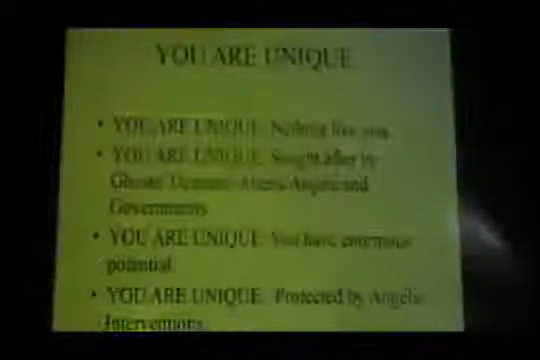 YOU ARE UNIQUE
• YOU ARE UNIQUE: Nothing like you.
• YOU ARE UNIQUE: Sought after by
Ghosts/ Demons/ Aliens/Angels and
Governments
• YOU ARE UNIQUE: You have enormous
potential.
• YOU ARE UNIQUE: Protected by Angelic
Interventions.